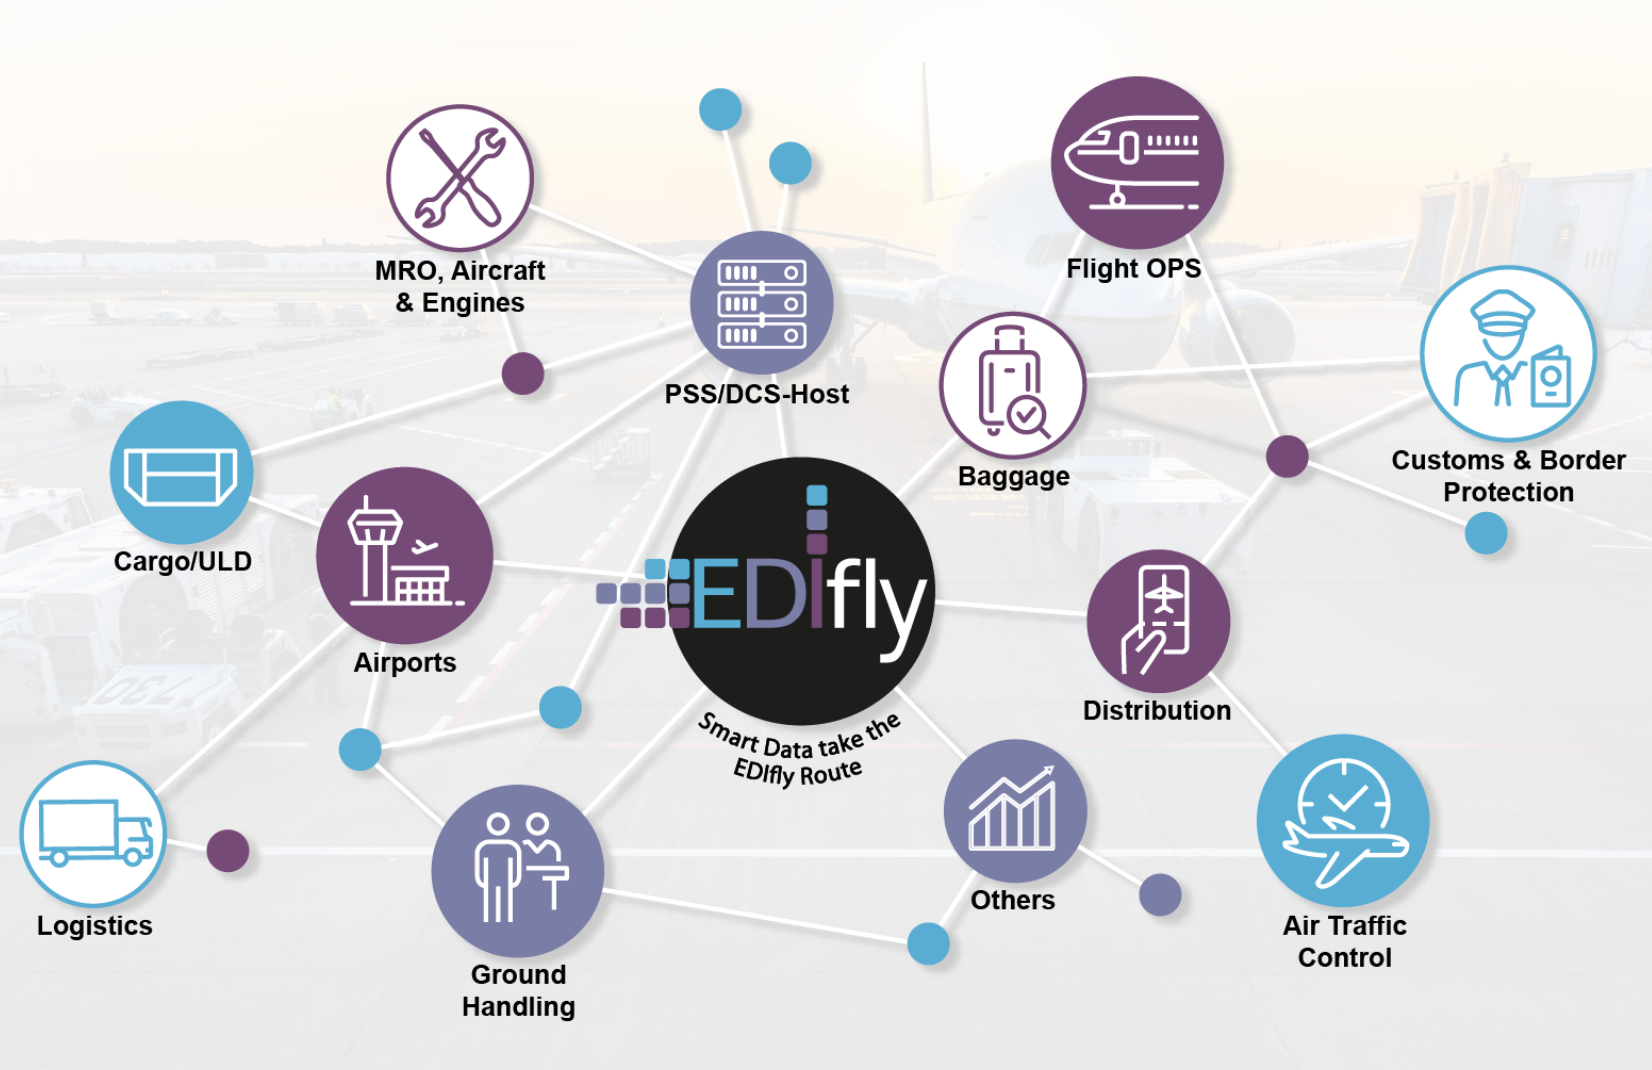 MRO, Aircraft
& Engines
Flight OPS
PSS/DCS-Host
Baggage
Customs & Border
Protection
Cargo/ULD
EDIfly
Airports
Distribution
Smart Data take the
EDIfly Route
Logistics
Others
Air Traffic
Control
Ground
Handling